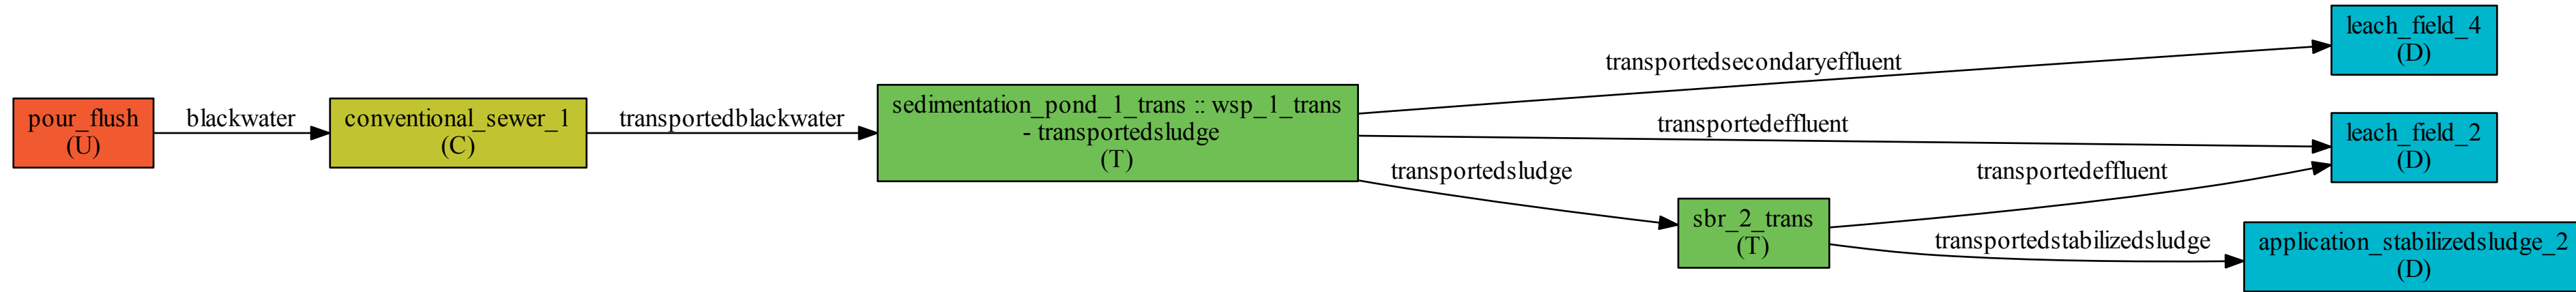 pour_flush
(U)
blackwater
conventional_sewer_1
(C)
transportedblackwater
sedimentation_pond_1_trans :: wsp_1_trans
- transportedsludge
(T)
transportedsecondaryeffluent
transportedeffluent
transportedsludge
sbr_2_trans
(T)
transportedeffluent
transportedstabilizedsludge
leach_field_4
(D)
leach_field_2
(D)
application_stabilizedsludge_2
(D)